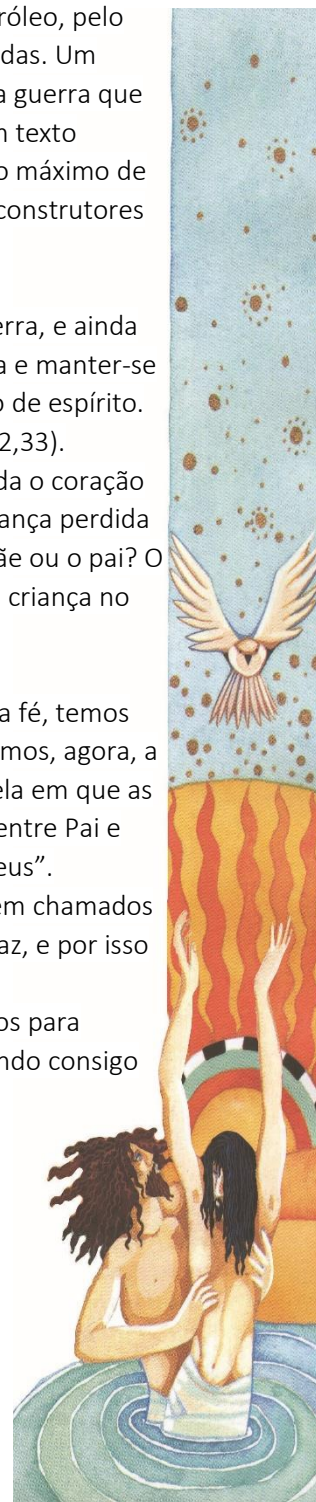 róleo, pelo
das. Um
a guerra que
n texto
o máximo de
construtores
erra, e ainda
a e manter-se
o de espírito.
2,33).
da o coração
ança perdida
ãe ou o pai? O
criança no
a fé, temos
mos, agora, a
ela em que as
entre Pai e
eus”.
em chamados
az, e por isso
os para
ndo consigo